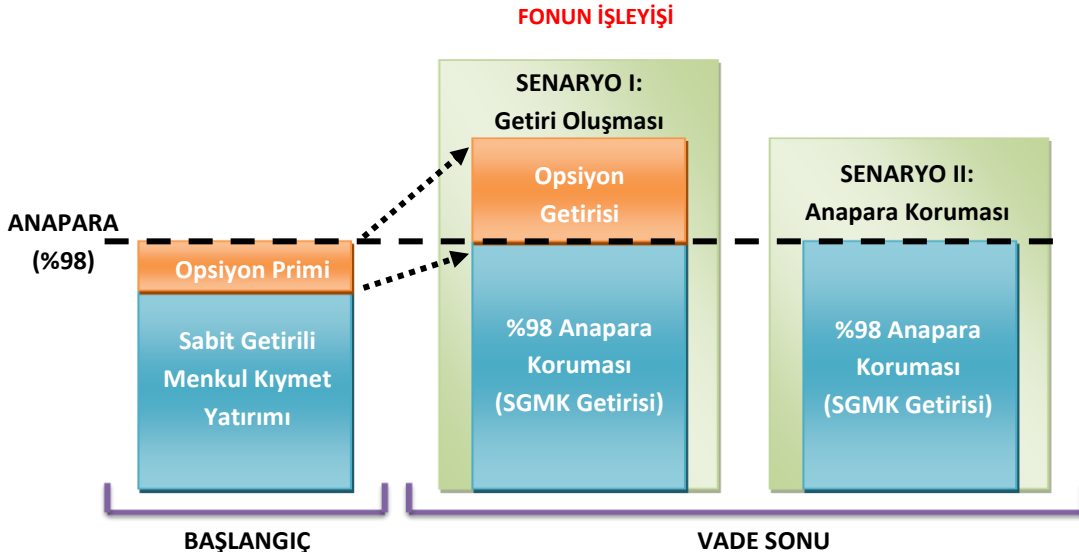 FONUN İŞLEYİŞİ
SENARYO I:
Getiri Oluşması
Opsiyon
Getirisi
SENARYO II:
Anapara Koruması
ANAPARA
(%98)
Opsiyon Primi
Sabit Getirili
Menkul Kıymet
Yatırımı
%98 Anapara
Koruması
(SGMK Getirisi)
%98 Anapara
Koruması
(SGMK Getirisi)
BAŞLANGIÇ
VADE SONU